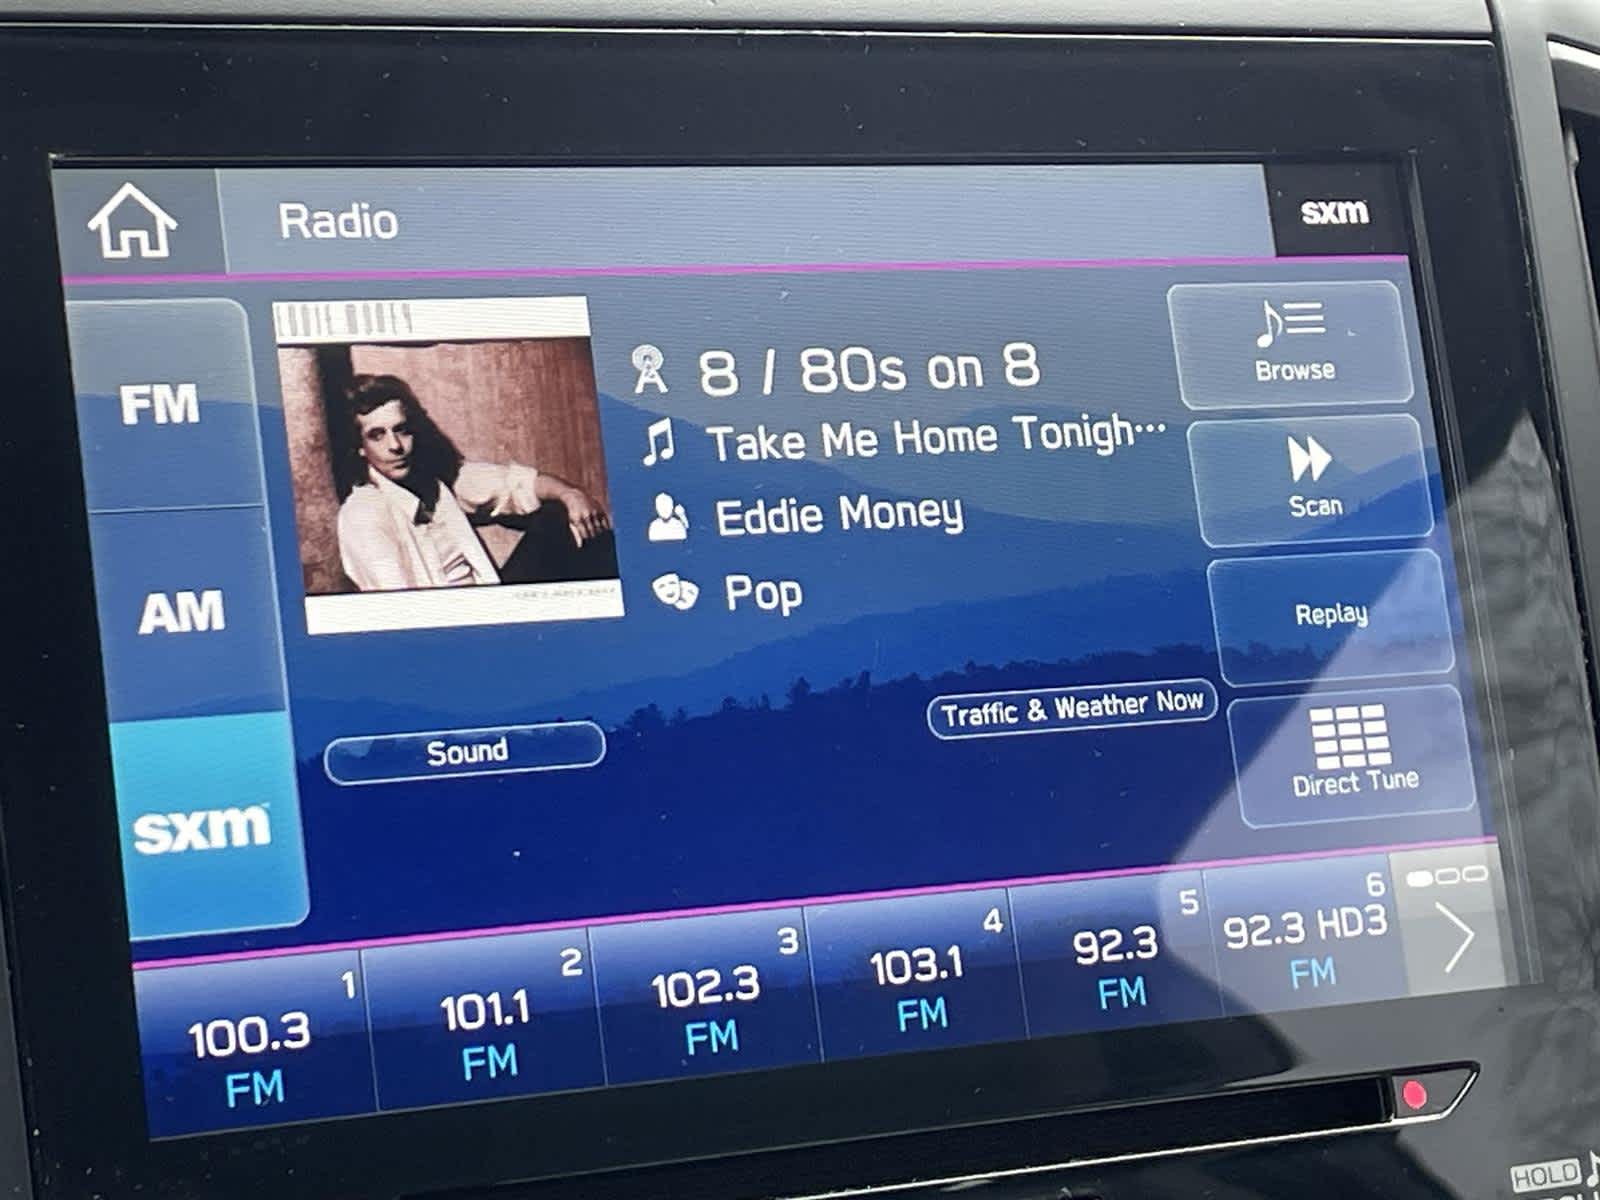 Radio
sxm
FM
AM
sxm
EDDIE MONEY
8 / 80s on 8
Take Me Home Tonigh...
Eddie Money
Pop
Browse
Scan
Replay
Direct Tune
Sound
Traffic & Weather Now
1
100.3
FM
2
101.1
FM
3
102.3
FM
4
103.1
FM
5
92.3
FM
6
92.3 HD3
FM
HOLD